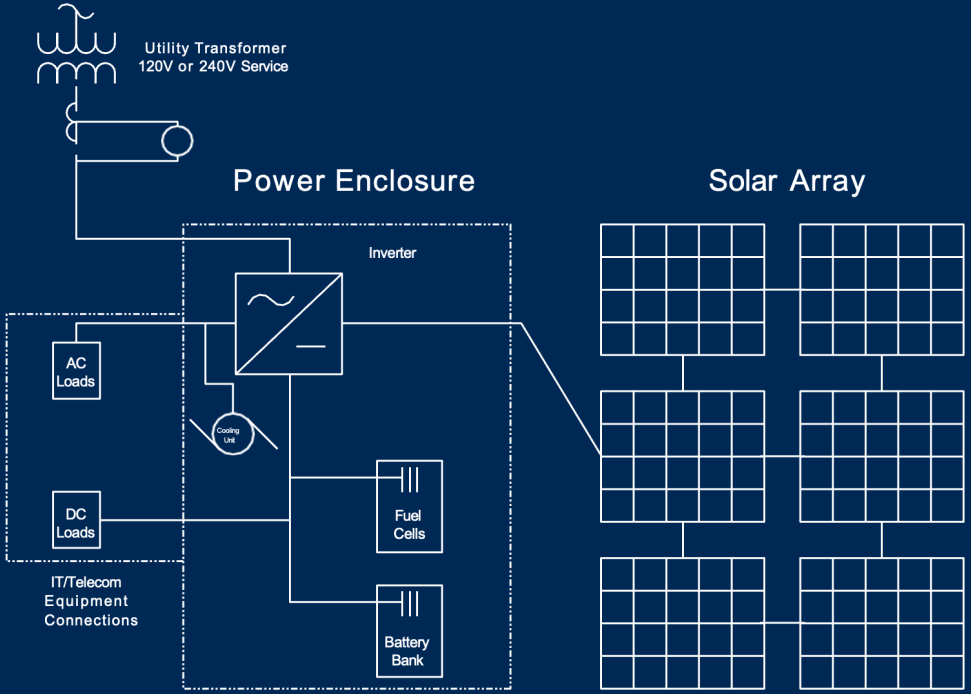 Utility Transformer
120V or 240V Service
Power Enclosure
Solar Array
Inverter
AC
Loads
Cooling
Unit
DC
Loads
Fuel
Cells
IT/Telecom
Equipment
Connections
Battery
Bank